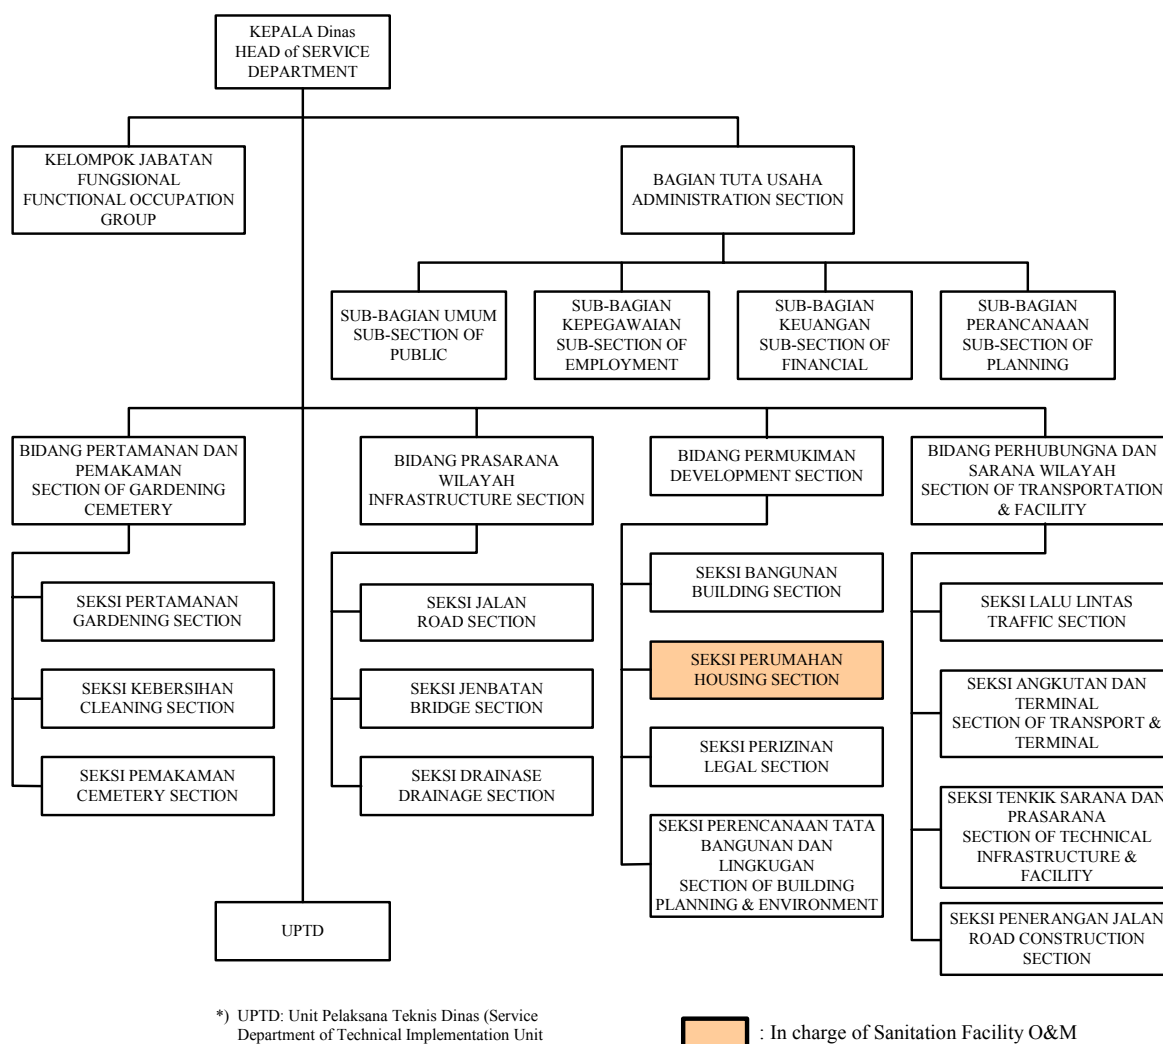 KEPALA Dinas
HEAD of SERVICE
DEPARTMENT
KELOMPOK JABATAN
FUNGSIONAL
FUNCTIONAL OCCUPATION
GROUP
BAGIAN TUTA USAHA
ADMINISTRATION SECTION
SUB-BAGIAN UMUM
SUB-SECTION OF
PUBLIC
SUB-BAGIAN
KEPEGAWAIAN
SUB-SECTION OF
EMPLOYMENT
SUB-BAGIAN
KEUANGAN
SUB-SECTION OF
FINANCIAL
SUB-BAGIAN
PERANCANAAN
SUB-SECTION OF
PLANNING
BIDANG PERTAMANAN DAN
PEMAKAMAN
SECTION OF GARDENING
CEMETERY
BIDANG PRASARANA
WILAYAH
INFRASTRUCTURE SECTION
BIDANG PERMUKIMAN
DEVELOPMENT SECTION
BIDANG PERHUBUNGNA DAN
SARANA WILAYAH
SECTION OF TRANSPORTATION
& FACILITY
SEKSI PERTAMANAN
GARDENING SECTION
SEKSI KEBERSIHAN
CLEANING SECTION
SEKSI PEMAKAMAN
CEMETERY SECTION
SEKSI JALAN
ROAD SECTION
SEKSI JENBATAN
BRIDGE SECTION
SEKSI DRAINASE
DRAINAGE SECTION
SEKSI BANGUNAN
BUILDING SECTION
SEKSI PERUMAHAN
HOUSING SECTION
SEKSI PERIZINAN
LEGAL SECTION
SEKSI PERENCANAAN TATA
BANGUNAN DAN
LINGKUGAN
SECTION OF BUILDING
PLANNING & ENVIRONMENT
SEKSI LALU LINTAS
TRAFFIC SECTION
SEKSI ANGKUTAN DAN
TERMINAL
SECTION OF TRANSPORT &
TERMINAL
SEKSI TENKIK SARANA DAN
PRASARANA
SECTION OF TECHNICAL
INFRASTRUCTURE &
FACILITY
SEKSI PENERANGAN JALAN
ROAD CONSTRUCTION
SECTION
UPTD
*) UPTD: Unit Pelaksana Teknis Dinas (Service
Department of Technical Implementation Unit
: In charge of Sanitation Facility O&M